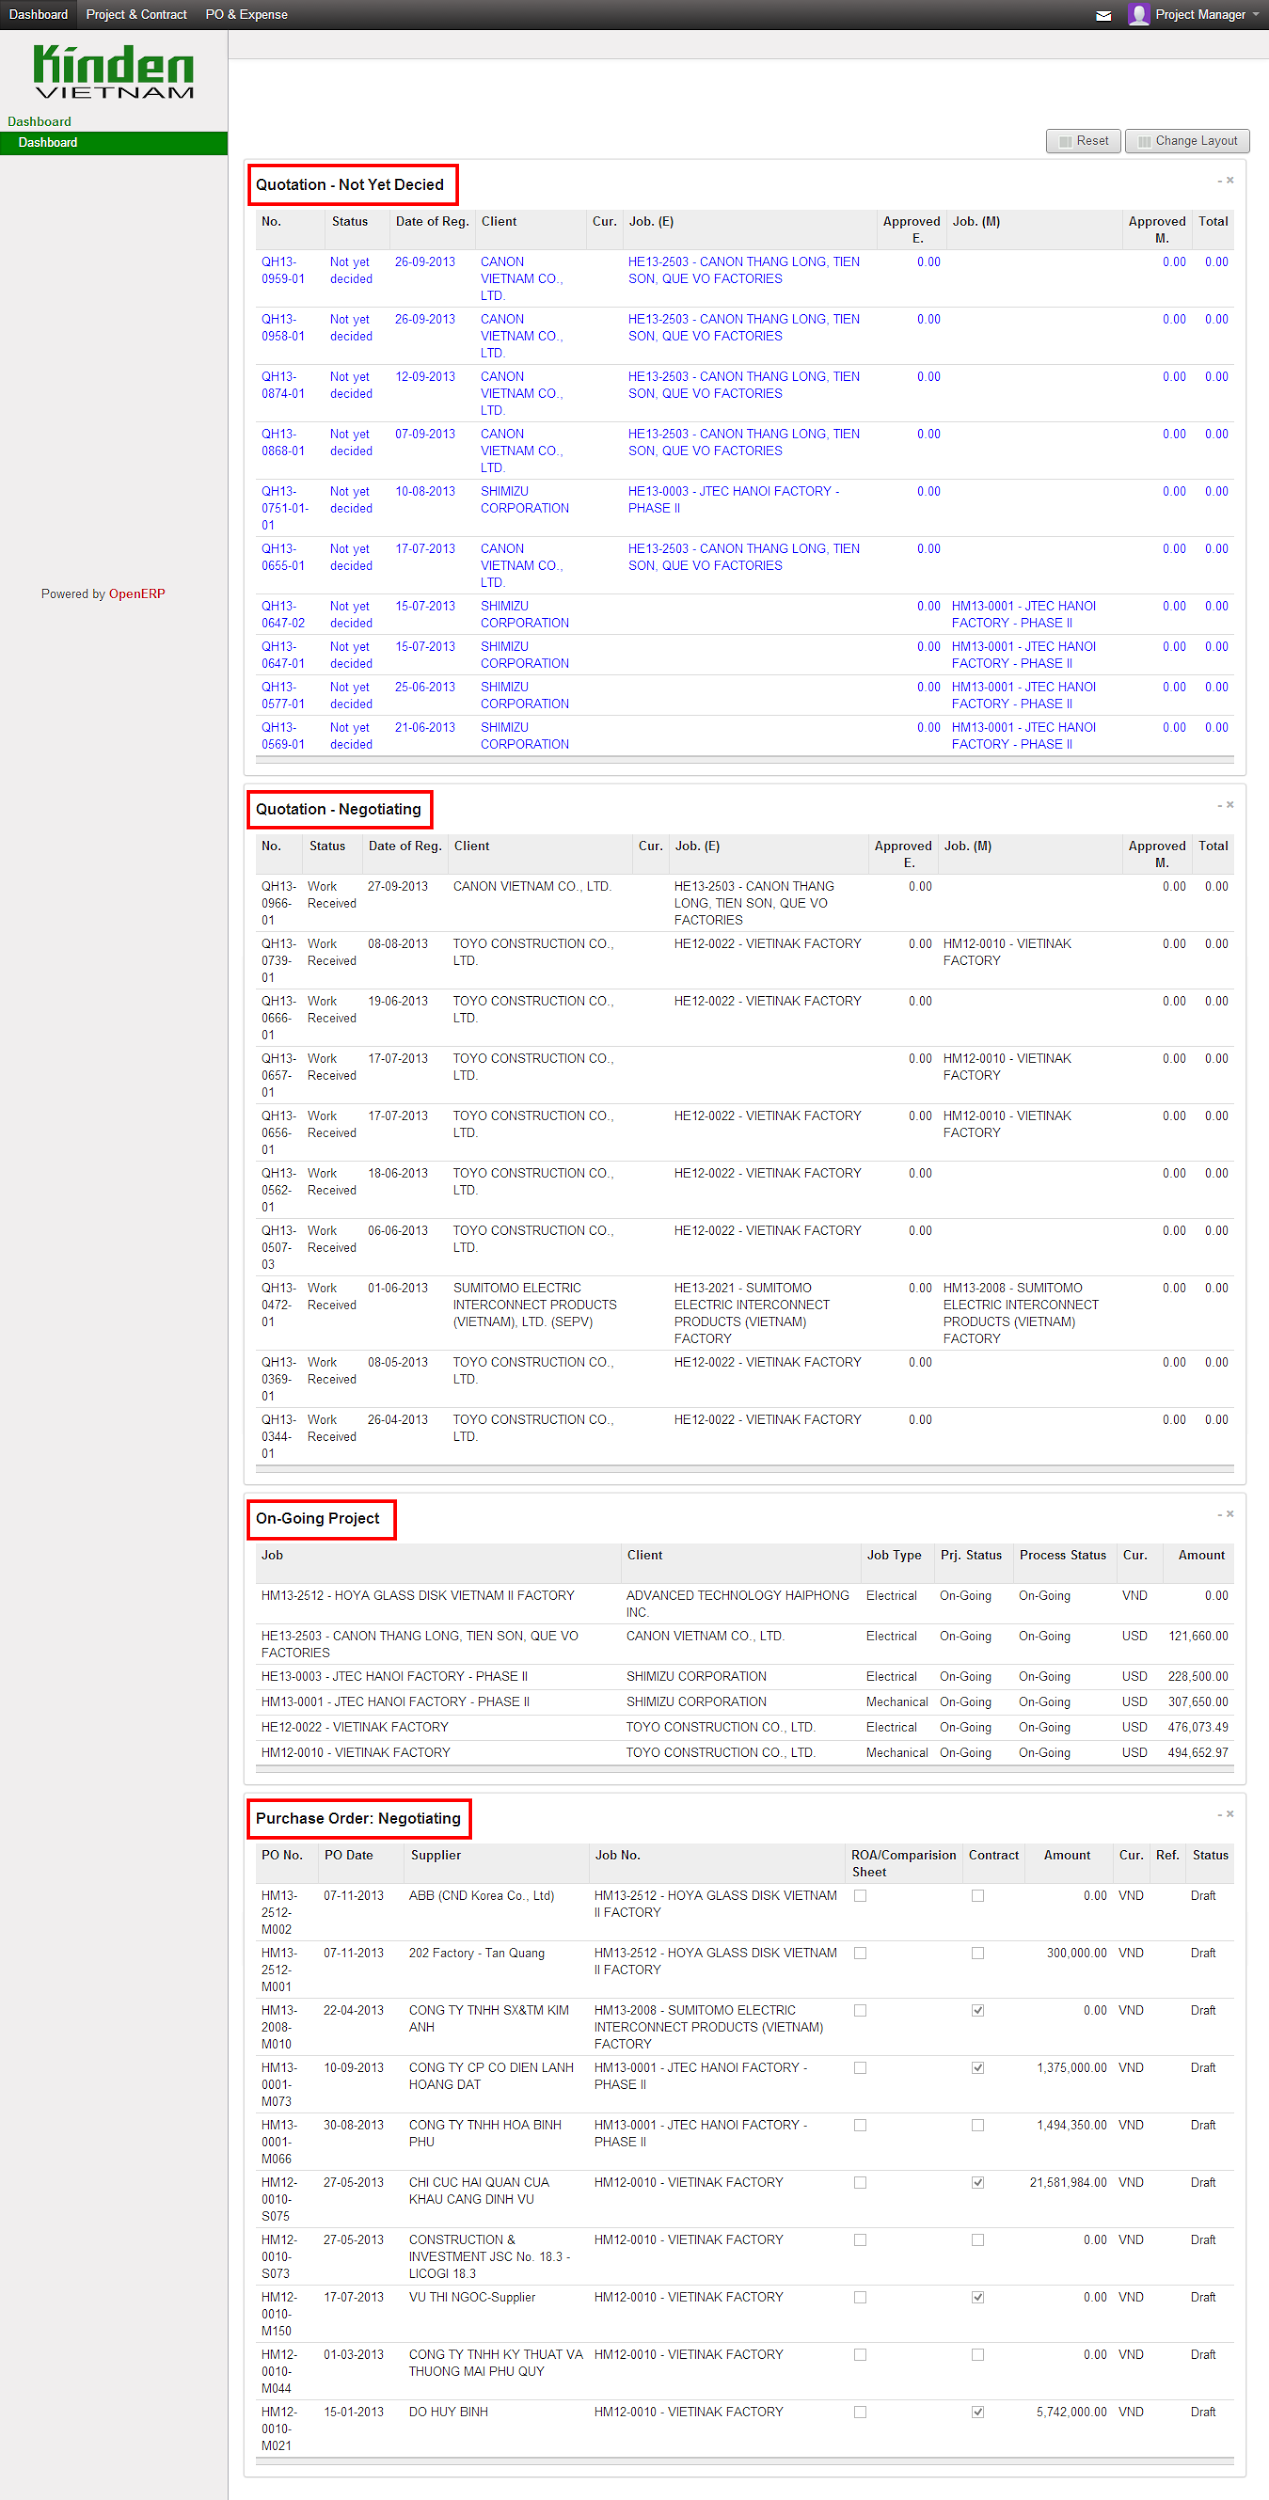 Dashboard Project & Contract PO & Expense Project Manager
Kinden
VIETNAM
Dashboard
Dashboard
Powered by OpenERP
Reset Change Layout
Quotation - Not Yet Decied
No. Status Date of Reg. Client Cur. Job. (E) Approved E. Job. (M) Approved M. Total
QH13-0959-01 Not yet decided 26-09-2013 CANON VIETNAM CO., LTD. HE13-2503 - CANON THANG LONG, TIEN SON, QUE VO FACTORIES 0.00 0.00 0.00
QH13-0958-01 Not yet decided 26-09-2013 CANON VIETNAM CO., LTD. HE13-2503 - CANON THANG LONG, TIEN SON, QUE VO FACTORIES 0.00 0.00 0.00
QH13-0874-01 Not yet decided 12-09-2013 CANON VIETNAM CO., LTD. HE13-2503 - CANON THANG LONG, TIEN SON, QUE VO FACTORIES 0.00 0.00 0.00
QH13-0868-01 Not yet decided 07-09-2013 CANON VIETNAM CO., LTD. HE13-2503 - CANON THANG LONG, TIEN SON, QUE VO FACTORIES 0.00 0.00 0.00
QH13-0751-01-01 Not yet decided 10-08-2013 SHIMIZU CORPORATION HE13-0003 - JTEC HANOI FACTORY - PHASE II 0.00 0.00 0.00
QH13-0655-01 Not yet decided 17-07-2013 CANON VIETNAM CO., LTD. HE13-2503 - CANON THANG LONG, TIEN SON, QUE VO FACTORIES 0.00 0.00 0.00
QH13-0647-02 Not yet decided 15-07-2013 SHIMIZU CORPORATION 0.00 HM13-0001 - JTEC HANOI FACTORY - PHASE II 0.00 0.00
QH13-0647-01 Not yet decided 15-07-2013 SHIMIZU CORPORATION 0.00 HM13-0001 - JTEC HANOI FACTORY - PHASE II 0.00 0.00
QH13-0577-01 Not yet decided 25-06-2013 SHIMIZU CORPORATION 0.00 HM13-0001 - JTEC HANOI FACTORY - PHASE II 0.00 0.00
QH13-0569-01 Not yet decided 21-06-2013 SHIMIZU CORPORATION 0.00 HM13-0001 - JTEC HANOI FACTORY - PHASE II 0.00 0.00
Quotation - Negotiating
No. Status Date of Reg. Client Cur. Job. (E) Approved E. Job. (M) Approved M. Total
QH13-0966-01 Work Received 27-09-2013 CANON VIETNAM CO., LTD. HE13-2503 - CANON THANG LONG, TIEN SON, QUE VO FACTORIES 0.00 0.00 0.00
QH13-0739-01 Work Received 08-08-2013 TOYO CONSTRUCTION CO., LTD. HE12-0022 - VIETINAK FACTORY 0.00 HM12-0010 - VIETINAK FACTORY 0.00 0.00
QH13-0666-01 Work Received 19-06-2013 TOYO CONSTRUCTION CO., LTD. HE12-0022 - VIETINAK FACTORY 0.00 0.00 0.00
QH13-0657-01 Work Received 17-07-2013 TOYO CONSTRUCTION CO., LTD. 0.00 HM12-0010 - VIETINAK FACTORY 0.00 0.00
QH13-0656-01 Work Received 17-07-2013 TOYO CONSTRUCTION CO., LTD. HE12-0022 - VIETINAK FACTORY 0.00 HM12-0010 - VIETINAK FACTORY 0.00 0.00
QH13-0562-01 Work Received 18-06-2013 TOYO CONSTRUCTION CO., LTD. HE12-0022 - VIETINAK FACTORY 0.00 0.00 0.00
QH13-0507-03 Work Received 06-06-2013 TOYO CONSTRUCTION CO., LTD. HE12-0022 - VIETINAK FACTORY 0.00 0.00 0.00
QH13-0472-01 Work Received 01-06-2013 SUMITOMO ELECTRIC INTERCONNECT PRODUCTS (VIETNAM), LTD. (SEPV) HE13-2021 - SUMITOMO ELECTRIC INTERCONNECT PRODUCTS (VIETNAM) FACTORY 0.00 HM13-2008 - SUMITOMO ELECTRIC INTERCONNECT PRODUCTS (VIETNAM) FACTORY 0.00 0.00
QH13-0369-01 Work Received 08-05-2013 TOYO CONSTRUCTION CO., LTD. HE12-0022 - VIETINAK FACTORY 0.00 0.00 0.00
QH13-0344-01 Work Received 26-04-2013 TOYO CONSTRUCTION CO., LTD. HE12-0022 - VIETINAK FACTORY 0.00 0.00 0.00
On-Going Project
Job Client Job Type Prj. Status Process Status Cur. Amount
HM13-2512 - HOYA GLASS DISK VIETNAM II FACTORY ADVANCED TECHNOLOGY HAIPHONG INC. Electrical On-Going On-Going VND 0.00
HE13-2503 - CANON THANG LONG, TIEN SON, QUE VO FACTORIES CANON VIETNAM CO., LTD. Electrical On-Going On-Going USD 121,660.00
HE13-0003 - JTEC HANOI FACTORY - PHASE II SHIMIZU CORPORATION Electrical On-Going On-Going USD 228,500.00
HM13-0001 - JTEC HANOI FACTORY - PHASE II SHIMIZU CORPORATION Mechanical On-Going On-Going USD 307,650.00
HE12-0022 - VIETINAK FACTORY TOYO CONSTRUCTION CO., LTD. Electrical On-Going On-Going USD 476,073.49
HM12-0010 - VIETINAK FACTORY TOYO CONSTRUCTION CO., LTD. Mechanical On-Going On-Going USD 494,652.97
Purchase Order: Negotiating
PO No. PO Date Supplier Job No. ROA/Comparision Sheet Contract Amount Cur. Ref. Status
HM13-2512-M002 07-11-2013 ABB (CND Korea Co., Ltd) HM13-2512 - HOYA GLASS DISK VIETNAM II FACTORY 0.00 VND Draft
HM13-2512-M001 07-11-2013 202 Factory - Tan Quang HM13-2512 - HOYA GLASS DISK VIETNAM II FACTORY 300,000.00 VND Draft
HM13-2008-M010 22-04-2013 CONG TY TNHH SX&TM KIM ANH HM13-2008 - SUMITOMO ELECTRIC INTERCONNECT PRODUCTS (VIETNAM) FACTORY 0.00 VND Draft
HM13-0001-M073 10-09-2013 CONG TY CP CO DIEN LANH HOANG DAT HM13-0001 - JTEC HANOI FACTORY - PHASE II 1,375,000.00 VND Draft
HM13-0001-M066 30-08-2013 CONG TY TNHH HOA BINH PHU HM13-0001 - JTEC HANOI FACTORY - PHASE II 1,494,350.00 VND Draft
HM12-0010-S075 27-05-2013 CHI CUC HAI QUAN CUA KHAU CANG DINH VU HM12-0010 - VIETINAK FACTORY 21,581,984.00 VND Draft
HM12-0010-S073 27-05-2013 CONSTRUCTION & INVESTMENT JSC No. 18.3 - LICOGI 18.3 HM12-0010 - VIETINAK FACTORY 0.00 VND Draft
HM12-0010-M150 17-07-2013 VU THI NGOC-Supplier HM12-0010 - VIETINAK FACTORY 0.00 VND Draft
HM12-0010-M044 01-03-2013 CONG TY TNHH KY THUAT VA THUONG MAI PHU QUY HM12-0010 - VIETINAK FACTORY 0.00 VND Draft
HM12-0010-M021 15-01-2013 DO HUY BINH HM12-0010 - VIETINAK FACTORY 5,742,000.00 VND Draft